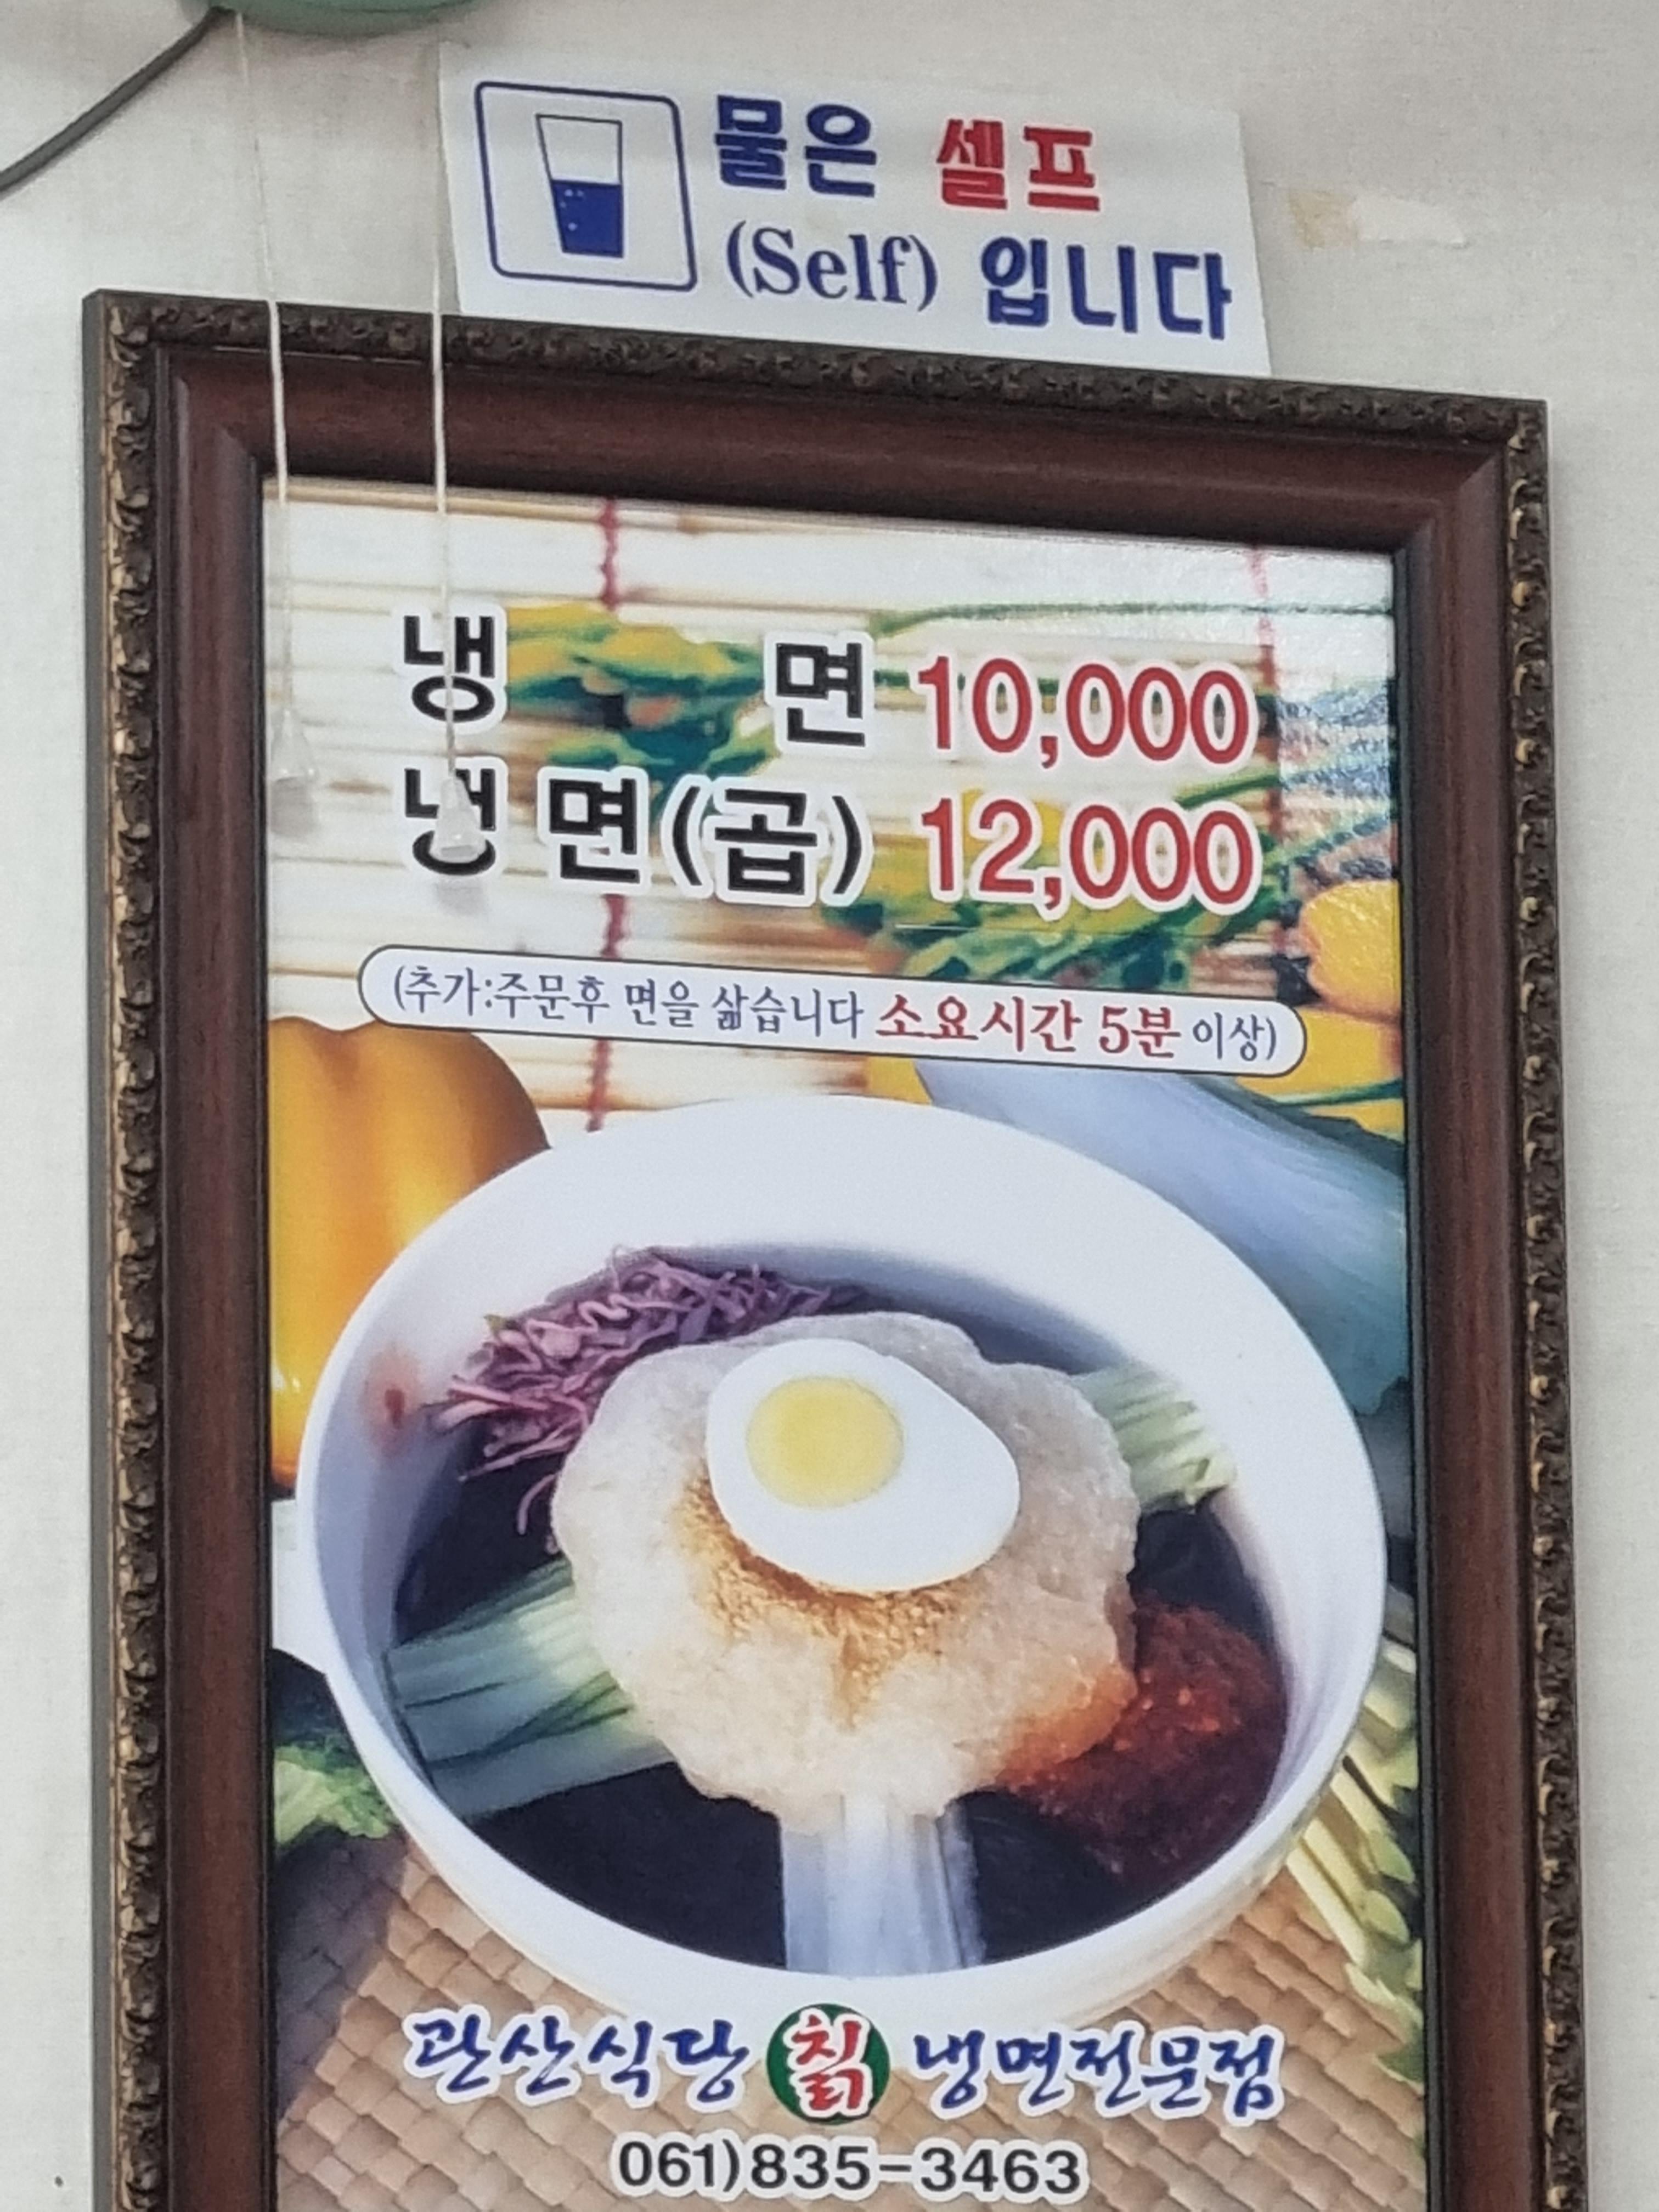 물은 셀프
(Self) 입니다
냉 면 10,000
냉면(곱) 12,000
(추가:주문후 면을 삶습니다 소요시간 5분 이상)
관산식당 칡 냉면전문점
061)835-3463